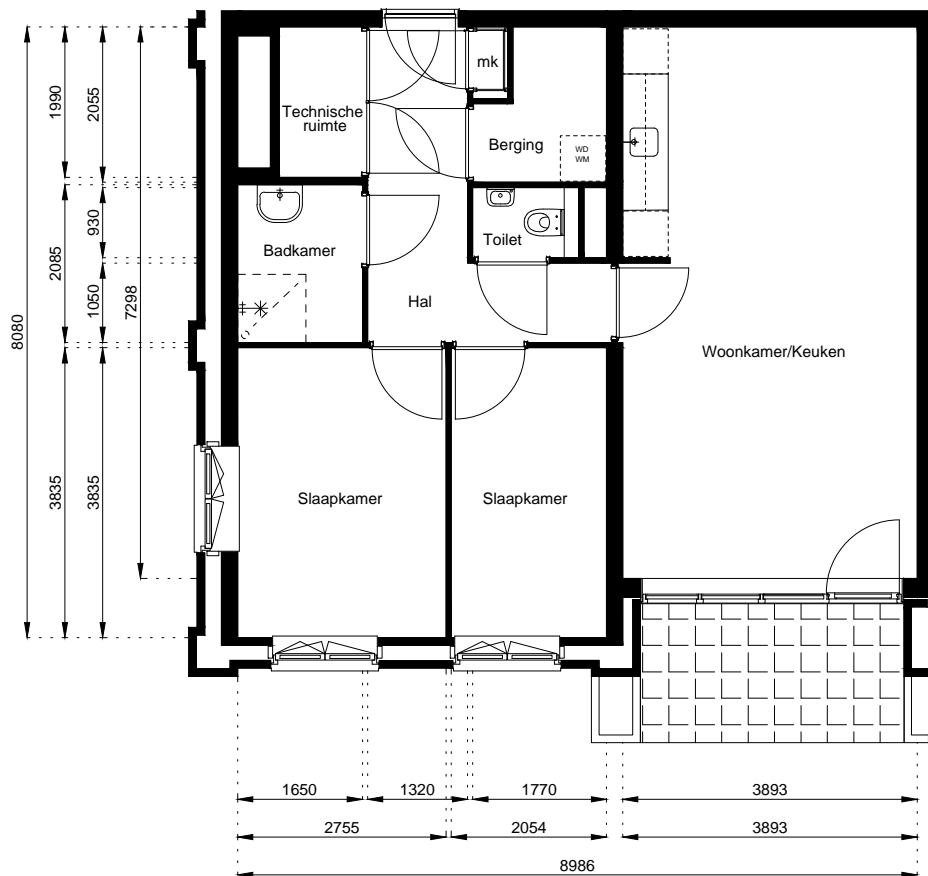 mk
Technische
ruimte
Berging
WD
WM
Badkamer
Toilet
Hal
Woonkamer/Keuken
Slaapkamer
Slaapkamer
8080
1990
2085
3835
2055
930
1050
3835
7298
1650
1320
1770
3893
2755
2054
3893
8986